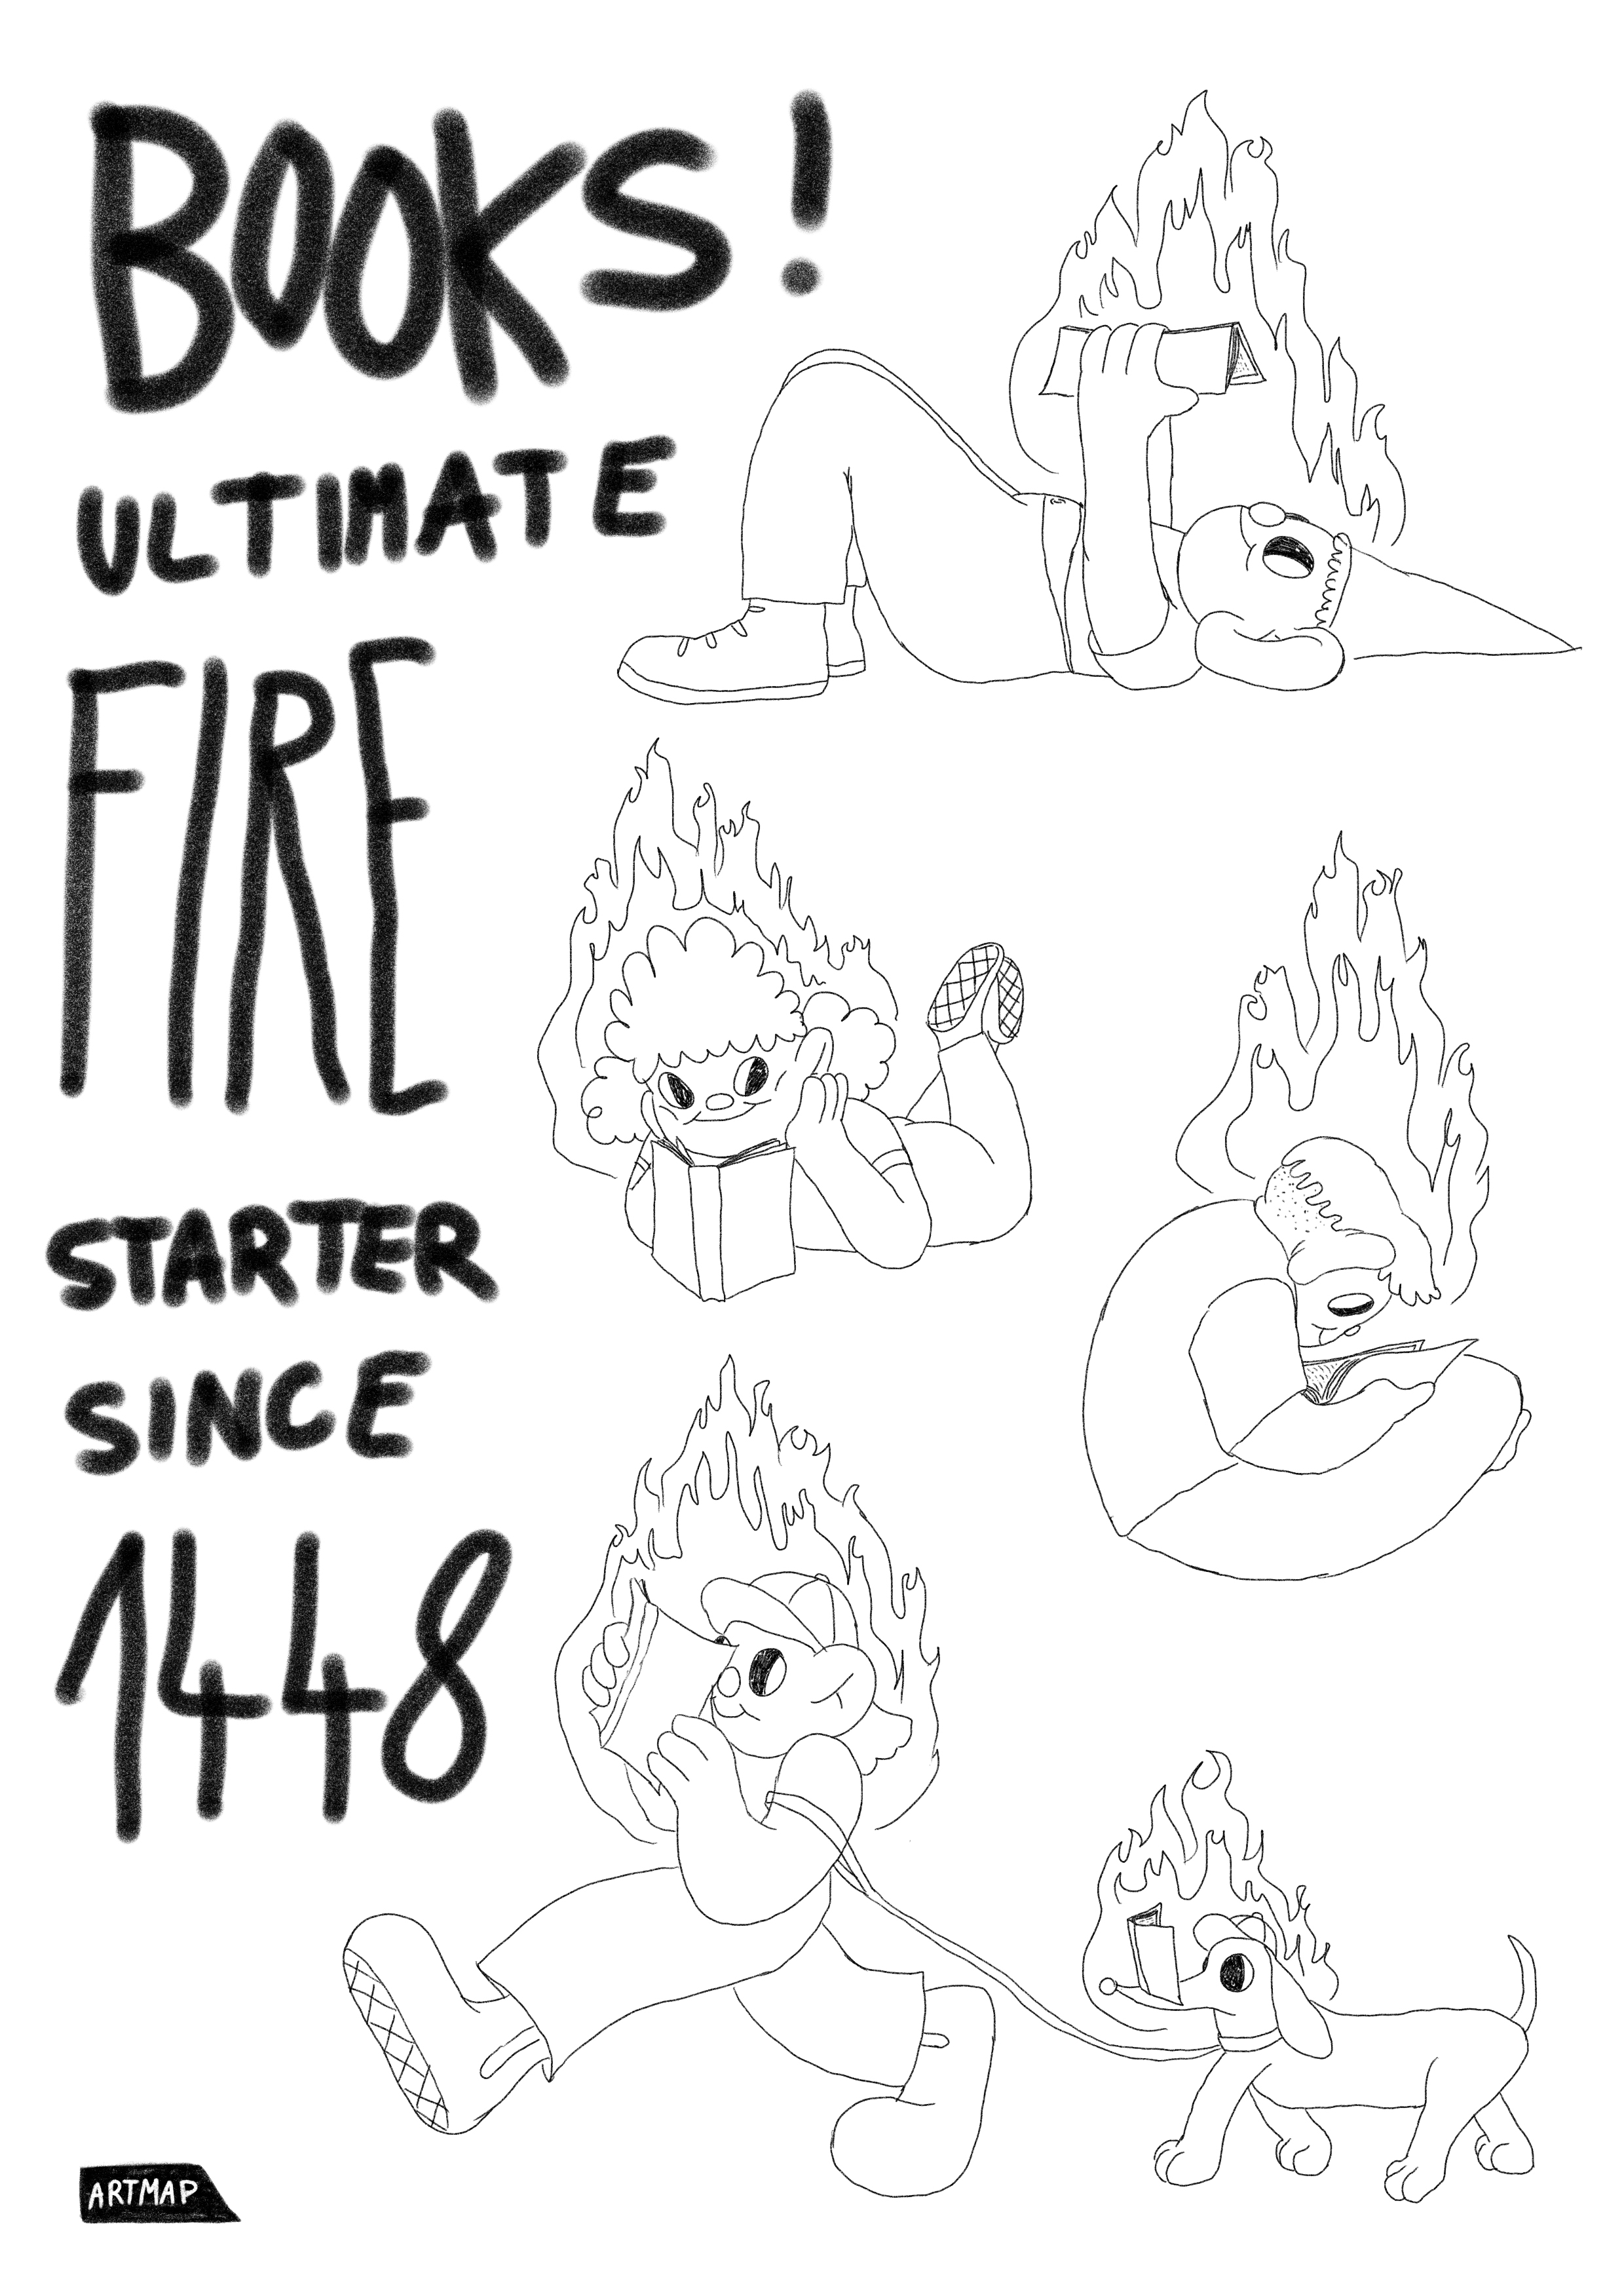 BOOKS!
ULTIMATE
FIRE
STARTER
SINCE
1448
ARTMAP